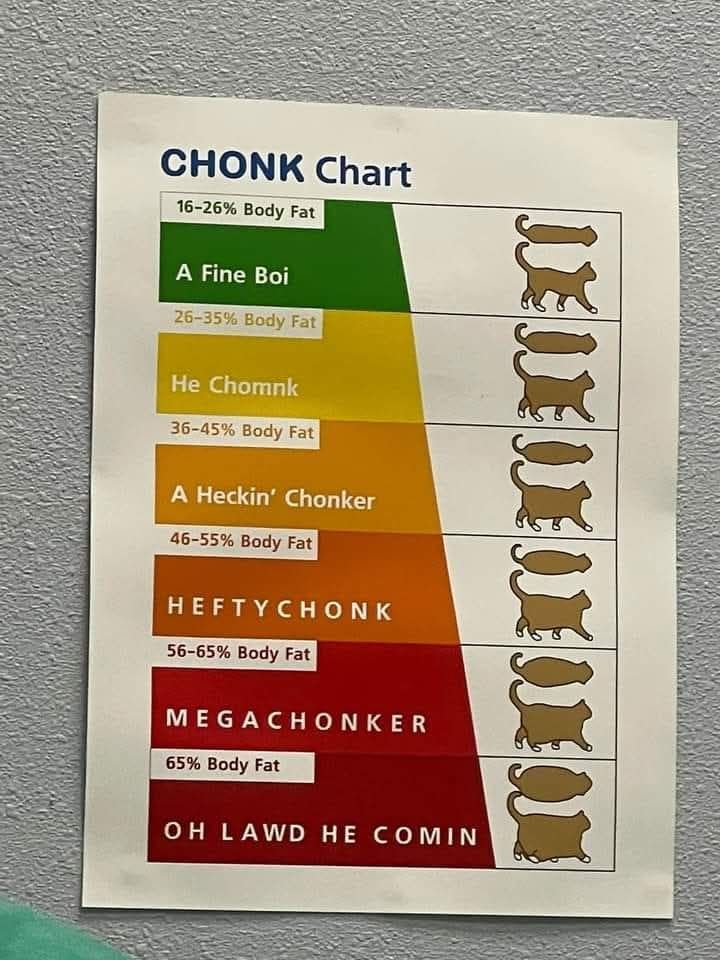 CHONK Chart
16-26% Body Fat
A Fine Boi
26-35% Body Fat
He Chomnk
36-45% Body Fat
A Heckin' Chonker
46-55% Body Fat
HEFTYCHONK
56-65% Body Fat
MEGACHONKER
65% Body Fat
OH LAWD HE COMIN